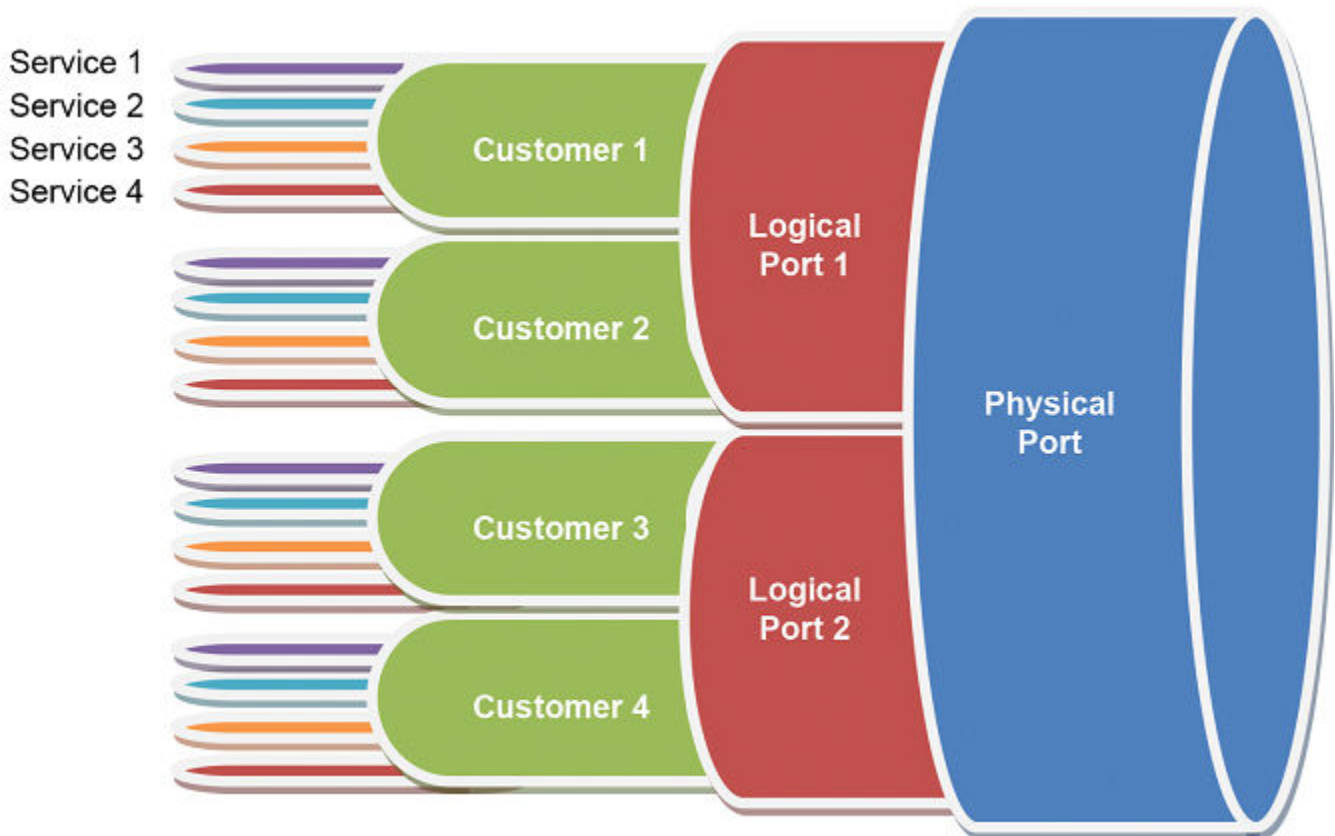 Service 1
Service 2
Service 3
Service 4
Customer 1
Customer 2
Customer 3
Customer 4
Logical
Port 1
Logical
Port 2
Physical
Port